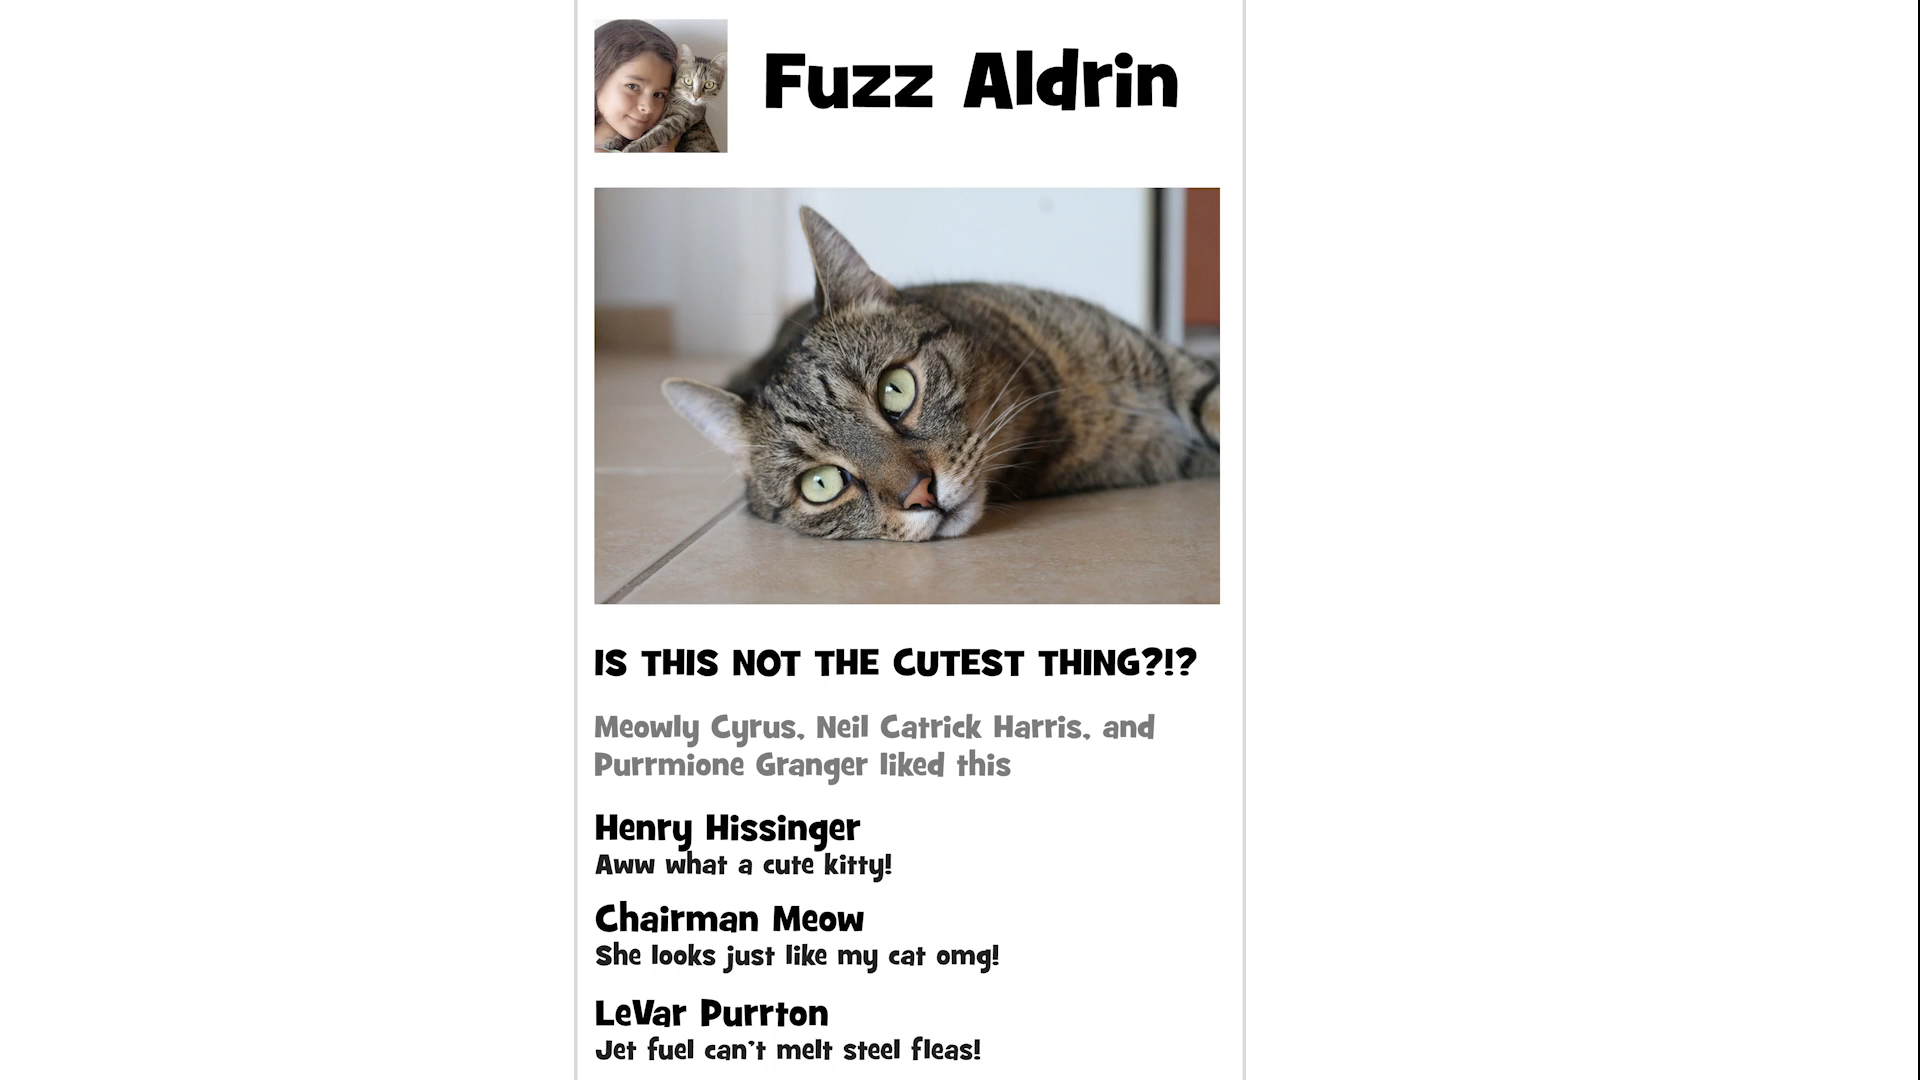 Fuzz Aldrin
IS THIS NOT THE CUTEST THING?!?
Meowly Cyrus, Neil Catrick Harris, and
Purrmione Granger liked this
Henry Hissinger
Aww what a cute kitty!
Chairman Meow
She looks just like my cat omg!
LeVar Purrton
Jet fuel can't melt steel fleas!